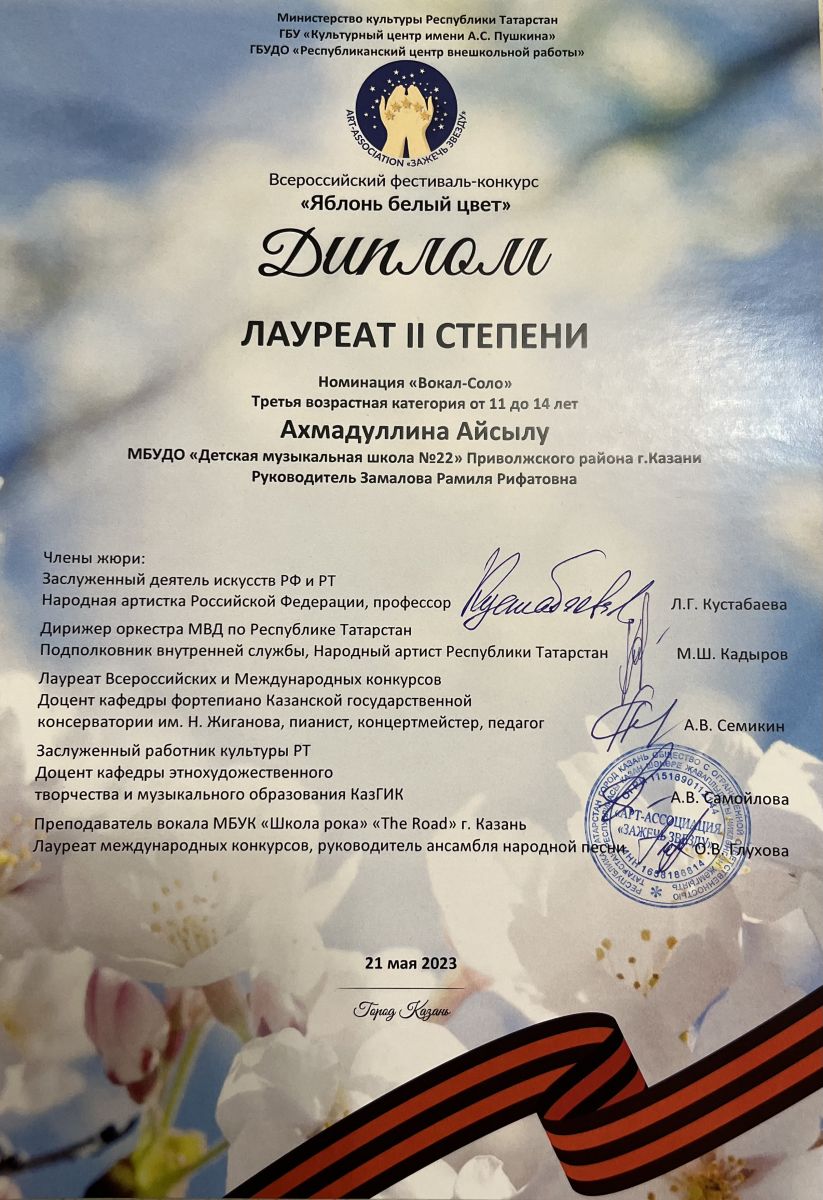 Министерство культуры Республики Татарстан
ГБУ «Культурный центр имени А.С. Пушкина»
ГБУДО «Республиканский центр внешкольной работы»
ART-ASSOCIATION «ЗАЖЕЧЬ ЗВЕЗДУ»
Всероссийский фестиваль-конкурс
«Яблонь белый цвет»
Диплом
ЛАУРЕАТ II СТЕПЕНИ
Номинация «Вокал-Соло»
Третья возрастная категория от 11 до 14 лет
Ахмадуллина Айсылу
МБУДО «Детская музыкальная школа №22» Приволжского района г.Казани
Руководитель Замалова Рамиля Рифатовна
Члены жюри:
Заслуженный деятель искусств РФ и РТ
Народная артистка Российской Федерации, профессор Л.Г. Кустабаева
Дирижер оркестра МВД по Республике Татарстан
Подполковник внутренней службы, Народный артист Республики Татарстан М.Ш. Кадыров
Лауреат Всероссийских и Международных конкурсов
Доцент кафедры фортепиано Казанской государственной
консерватории им. Н. Жиганова, пианист, концертмейстер, педагог А.В. Семикин
Заслуженный работник культуры РТ
Доцент кафедры этнохудожественного
творчества и музыкального образования КазГИК А.В. Самойлова
Преподаватель вокала МБУК «Школа рока» «The Road» г. Казань
Лауреат международных конкурсов, руководитель ансамбля народной песни О.В. Глухова
«АРТ-АССОЦИАЦИЯ
«ЗАЖЕЧЬ ЗВЕЗДУ»
21 мая 2023
Город Казань